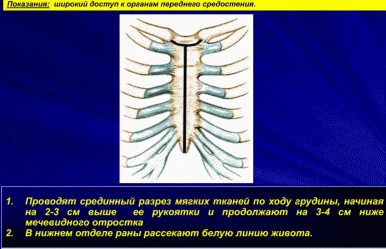 Показания: широкий доступ к органам переднего средостения.
1. Проводят срединный разрез мягких тканей по ходу грудины, начиная
на 2-3 см выше ее рукоятки и продолжают на 3-4 см ниже
мечевидного отростка
2. В нижнем отделе раны рассекают белую линию живота.